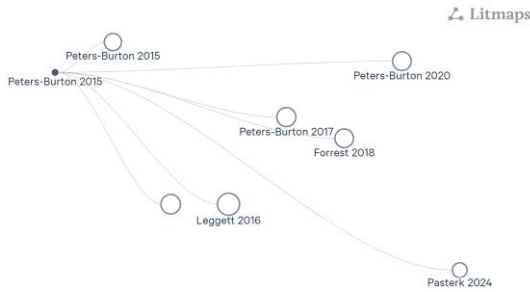 Litmaps
Peters-Burton 2015
Peters-Burton 2020
Peters-Burton 2015
Peters-Burton 2017
Forrest 2018
Leggett 2016
Pasterk 2024